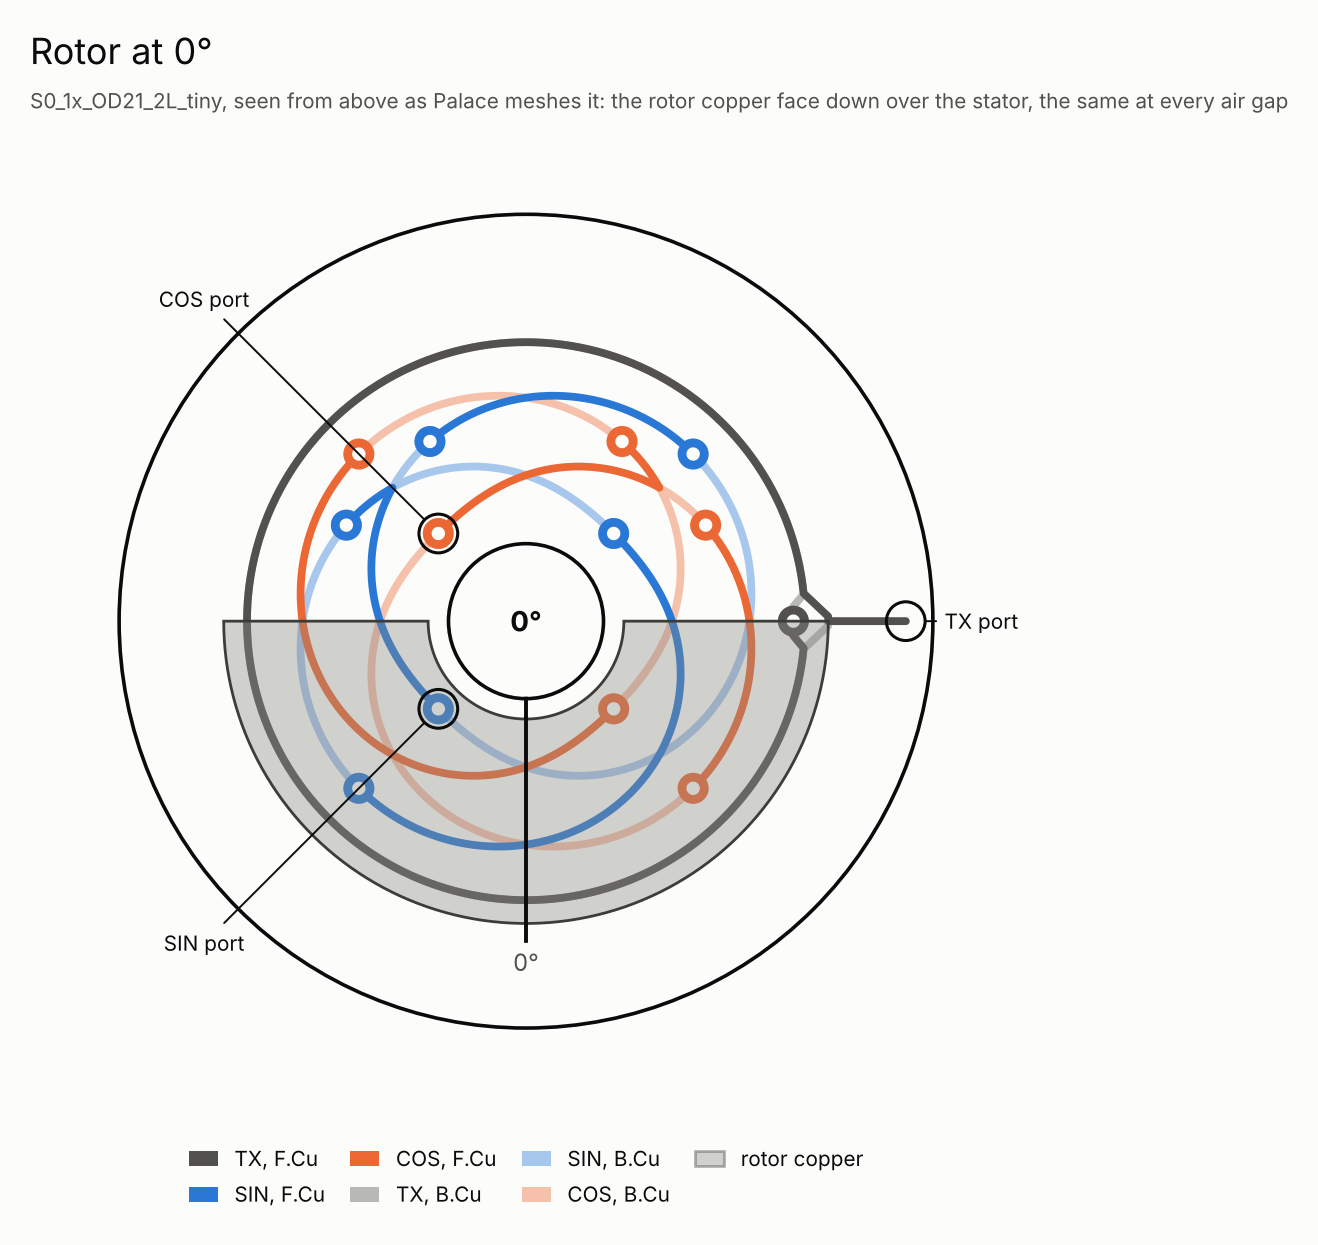 Rotor at 0°
S0_1x_OD21_2L_tiny, seen from above as Palace meshes it: the rotor copper face down over the stator, the same at every air gap
COS port
0°
TX port
SIN port
0°
TX, F.Cu
COS, F.Cu
SIN, B.Cu
rotor copper
SIN, F.Cu
TX, B.Cu
COS, B.Cu